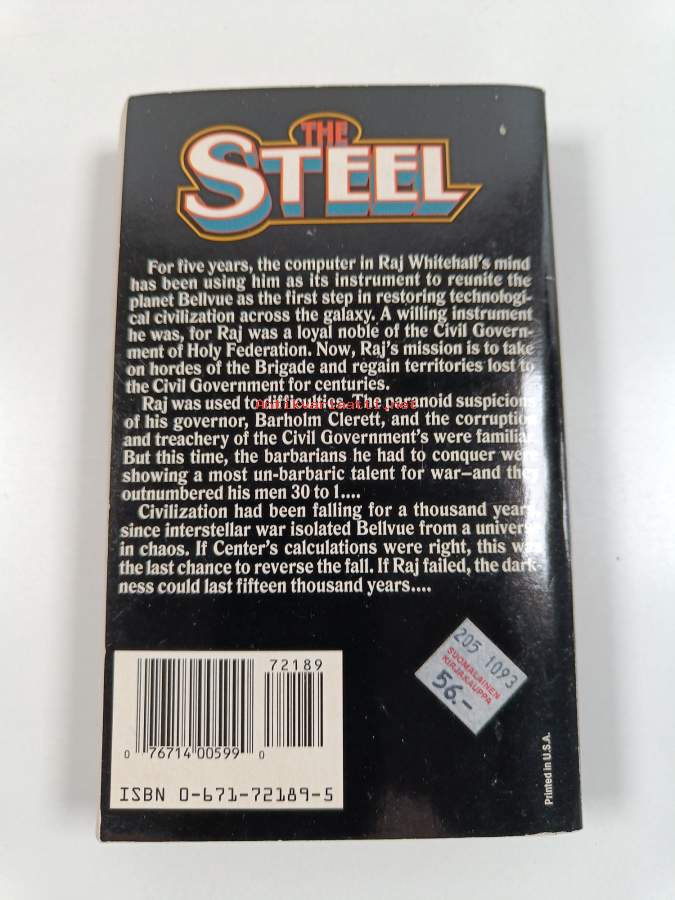 THE
STEEL
For five years, the computer in Raj Whitehall's mind
has been using him as its instrument to reunite the
planet Bellvue as the first step in restoring technologi-
cal civilization across the galaxy. A willing instrument
he was, for Raj was a loyal noble of the Civil Govern-
ment of Holy Federation. Now, Raj's mission is to take
on hordes of the Brigade and regain territories lost to
the Civil Government for centuries.
Raj was used to difficulties. The paranoid suspicion
of his governor, Barholm Clerett, and the corruption
and treachery of the Civil Government's were familiar.
But this time, the barbarians he had to conquer were
showing a most un-barbaric talent for war—and they
outnumbered his men 30 to 1....
Civilization had been falling for a thousand years
since interstellar war isolated Bellvue from a universe
in chaos. If Center's calculations were right, this was
the last chance to reverse the fall. If Raj failed, the dark-
ness could last fifteen thousand years....
Antikvariaatti.net
72189
0 76714 00599 0
ISBN 0-671-72189-5
205 1093
SUOMALAINEN
KIRJAKAUPPA
56.-
Printed in U.S.A.